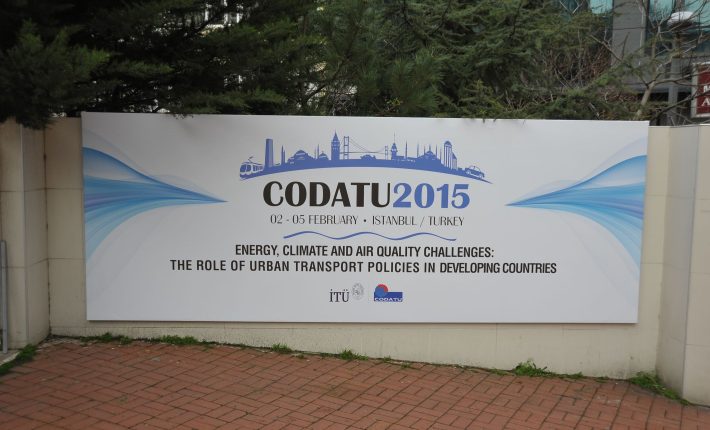 CODATU2015
02 - 05 FEBRUARY • ISTANBUL / TURKEY
ENERGY, CLIMATE AND AIR QUALITY CHALLENGES:
THE ROLE OF URBAN TRANSPORT POLICIES IN DEVELOPING COUNTRIES
İTÜ
CODATU